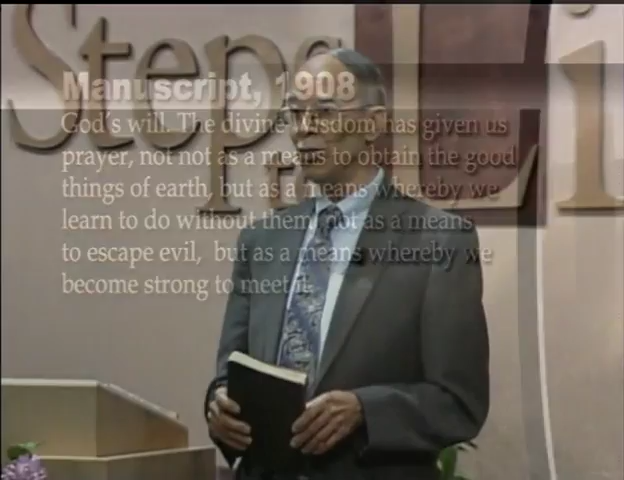 Steps
Li
Manuscript, 1908
God's will. The divine wisdom has given us
prayer, not not as a means to obtain the good
things of earth, but as a means whereby we
learn to do without them not as a means
to escape evil, but as a means whereby we
become strong to meet it.